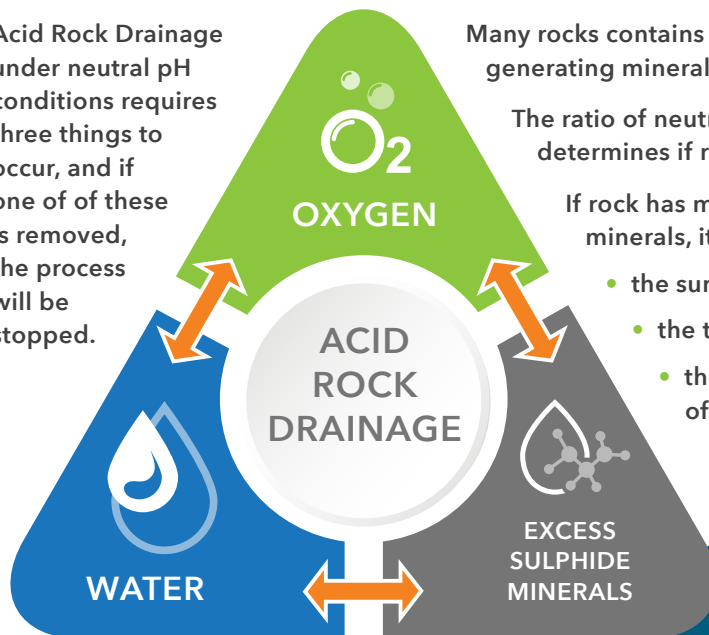 Acid Rock Drainage
under neutral pH
conditions requires
three things to
occur, and if
one of of these
is removed,
the process
will be
stopped.
Many rocks contains
generating mineral
The ratio of neutr
determines if r
If rock has m
minerals, it
• the sur
• the t
• th
of
O2
OXYGEN
ACID
ROCK
DRAINAGE
WATER
EXCESS
SULPHIDE
MINERALS